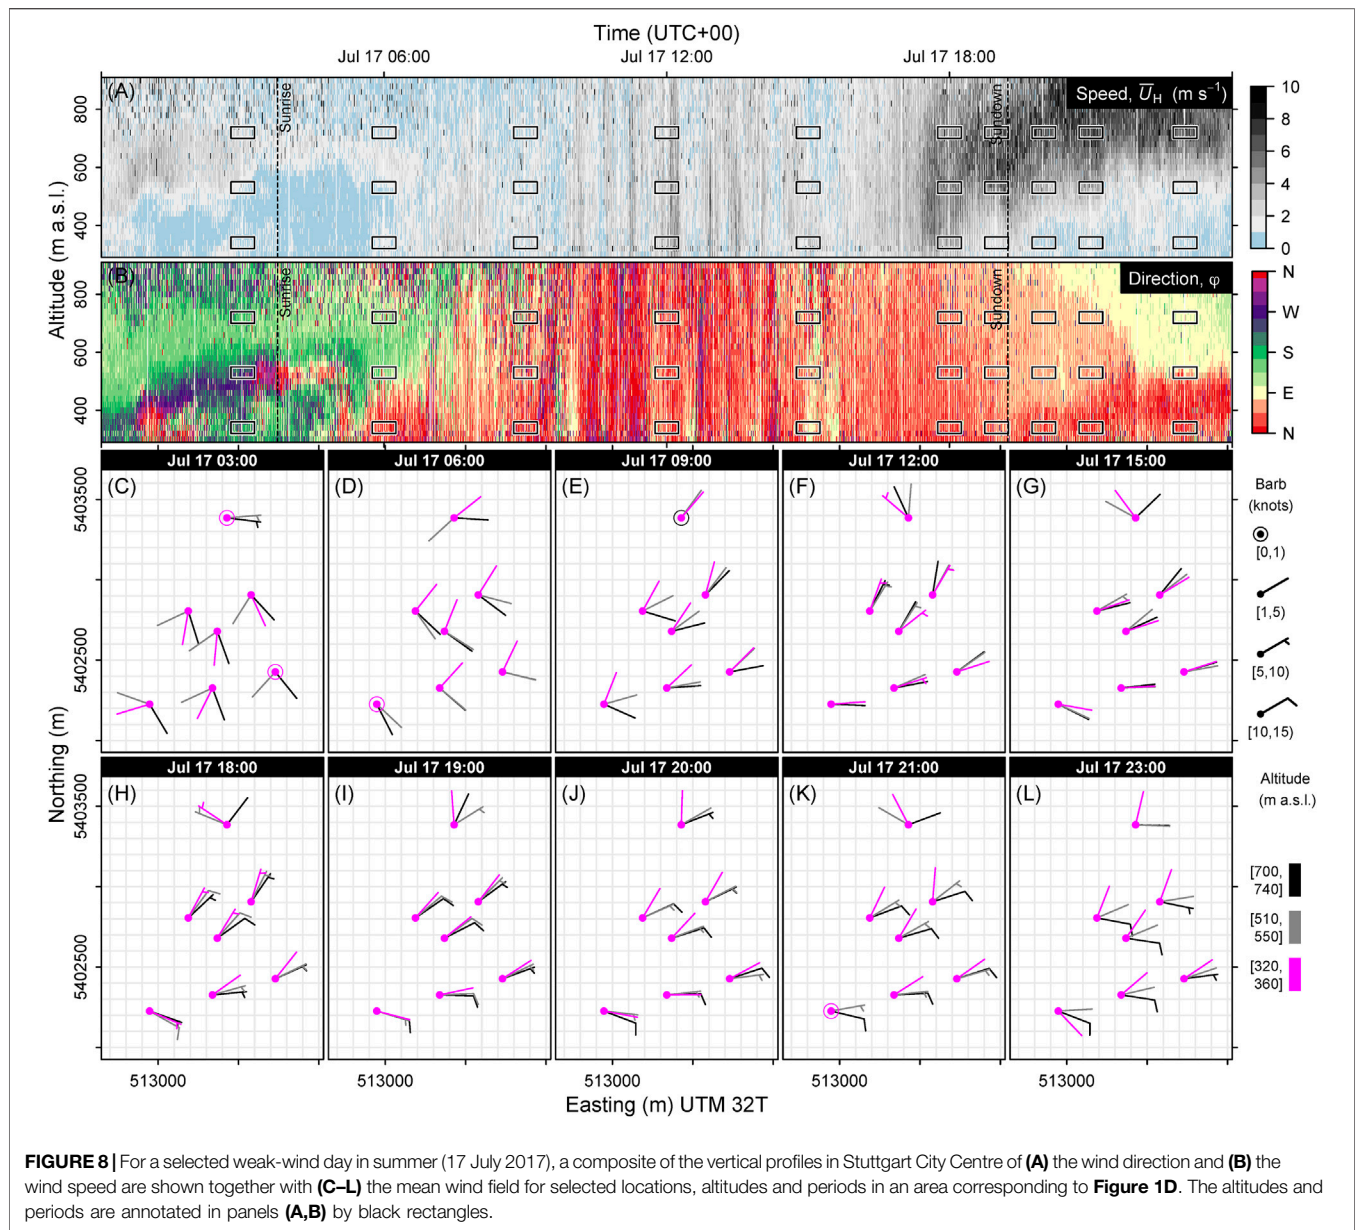 Time (UTC+00)
Jul 17 06:00 Jul 17 12:00 Jul 17 18:00
(A) Sunrise Sundown Speed, U̅H (m s⁻¹)
10
8
6
4
2
0
800
600
400
Altitude (m a.s.l.)
(B) Sunrise Sundown Direction, φ
N
W
S
E
N
800
600
400
Jul 17 03:00 Jul 17 06:00 Jul 17 09:00 Jul 17 12:00 Jul 17 15:00
(C) (D) (E) (F) (G)
5403500
5402500
Barb
(knots)
[0,1)
[1,5)
[5,10)
[10,15)
Northing (m)
Jul 17 18:00 Jul 17 19:00 Jul 17 20:00 Jul 17 21:00 Jul 17 23:00
(H) (I) (J) (K) (L)
5403500
5402500
Altitude
(m a.s.l.)
[700,
740]
[510,
550]
[320,
360]
513000 513000 513000 513000 513000
Easting (m) UTM 32T
FIGURE 8 | For a selected weak-wind day in summer (17 July 2017), a composite of the vertical profiles in Stuttgart City Centre of (A) the wind direction and (B) the
wind speed are shown together with (C–L) the mean wind field for selected locations, altitudes and periods in an area corresponding to Figure 1D. The altitudes and
periods are annotated in panels (A,B) by black rectangles.